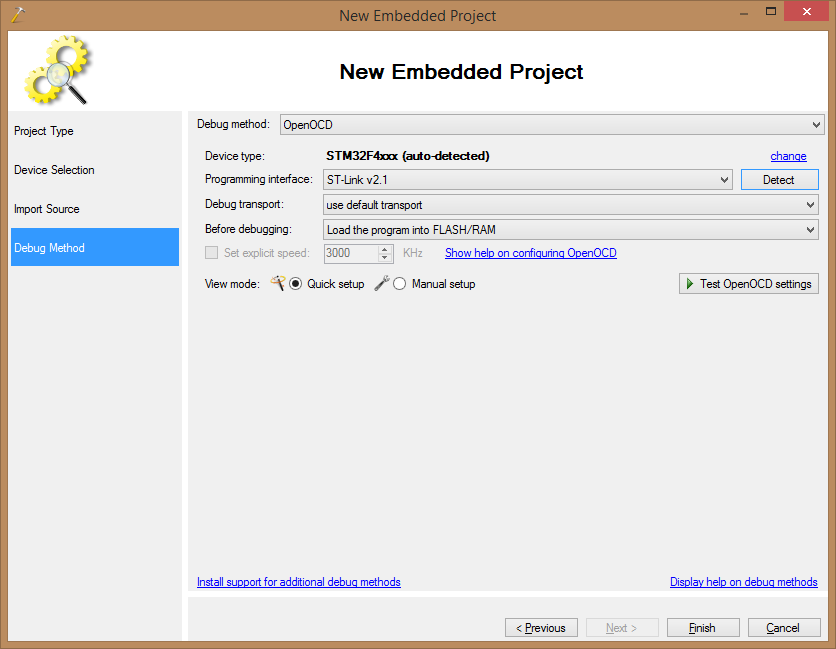 New Embedded Project
New Embedded Project
Project Type
Device Selection
Import Source
Debug Method
Debug method: OpenOCD
Device type: STM32F4xxx (auto-detected) change
Programming interface: ST-Link v2.1 Detect
Debug transport: use default transport
Before debugging: Load the program into FLASH/RAM
Set explicit speed: 3000 KHz Show help on configuring OpenOCD
View mode: Quick setup Manual setup Test OpenOCD settings
Install support for additional debug methods Display help on debug methods
< Previous Next > Finish Cancel